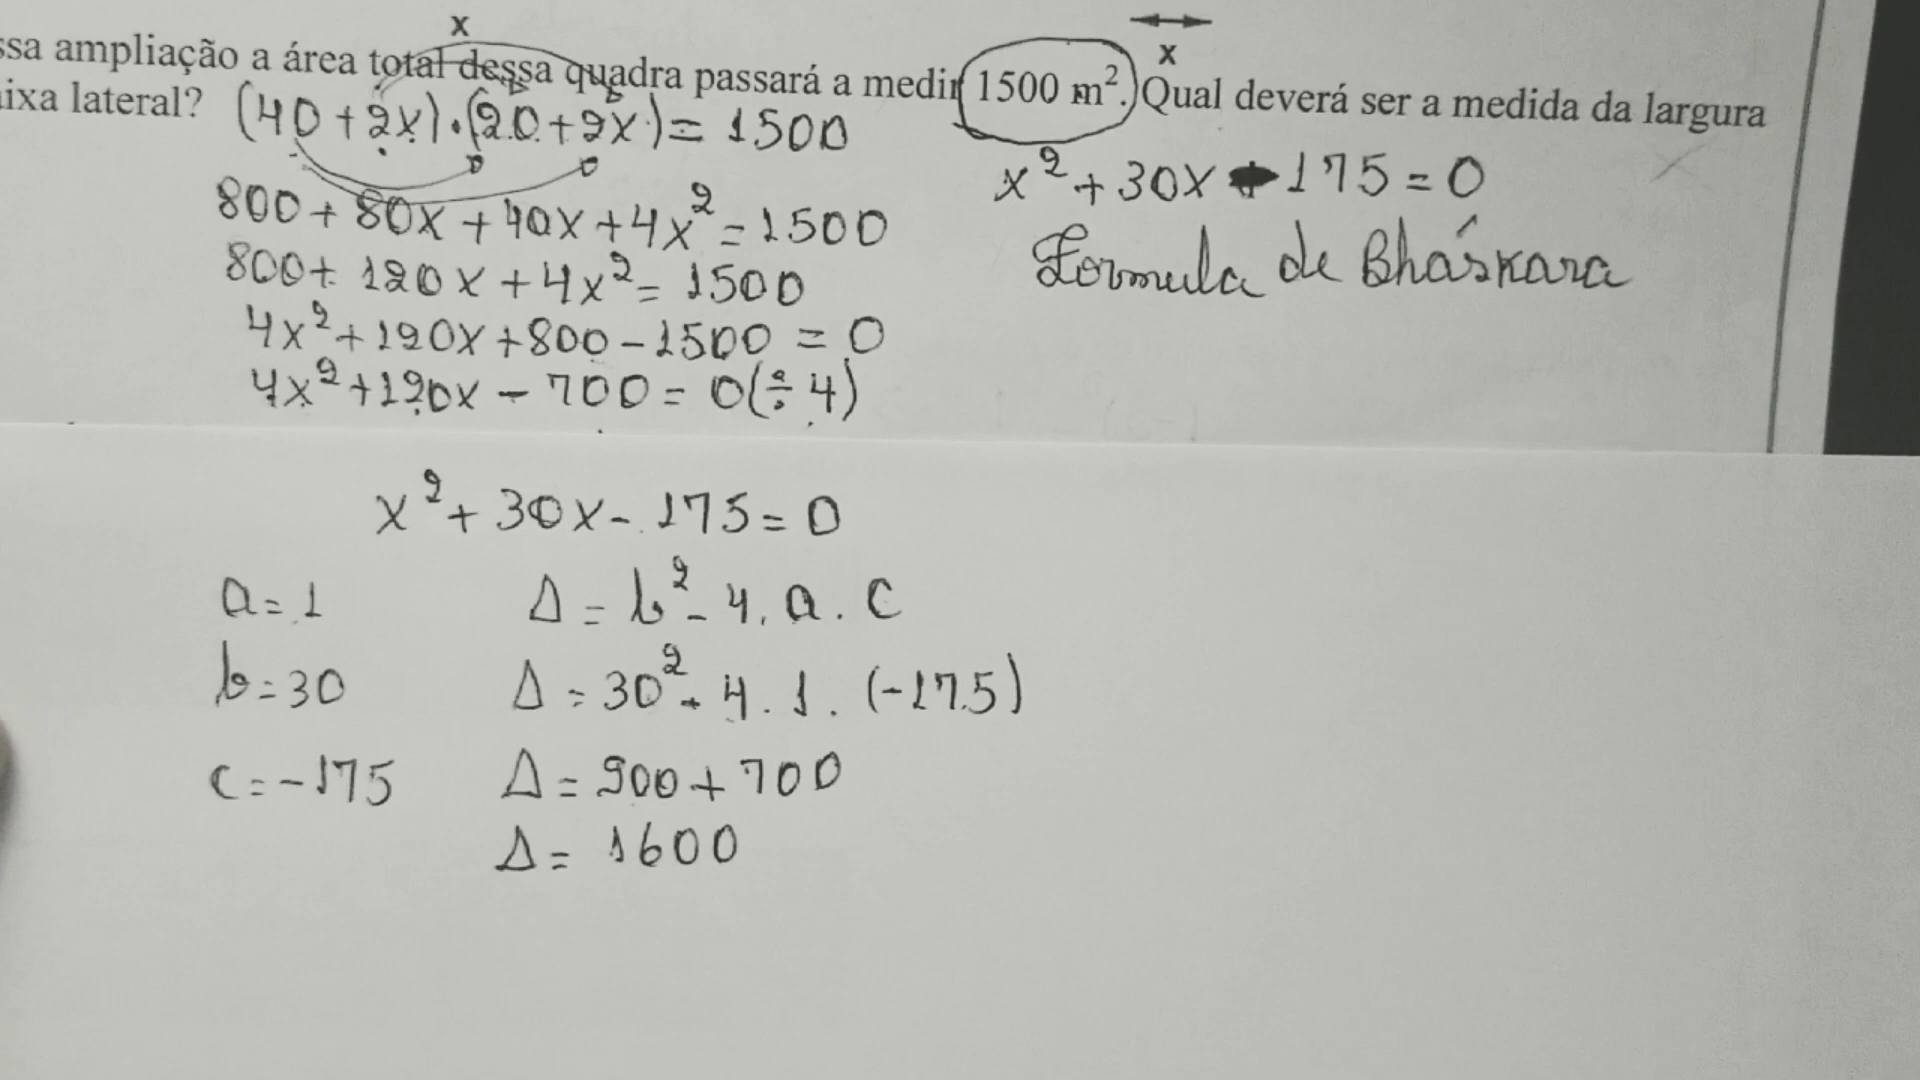 x
x
ssa ampliação a área total dessa quadra passará a medir 1500 m². Qual deverá ser a medida da largura
aixa lateral?
(40+2x).(20+2x)=1500
800+80x+40x+4x²=1500
800+120x+4x²=1500
4x²+120x+800-1500=0
4x²+120x-700=0(÷4)
x²+30x-175=0
Formula de Bháskara
x²+30x-175=0
a=1
b=30
c=-175
Δ=b²-4.a.c
Δ=30²-4.1.(-175)
Δ=900+700
Δ=1600